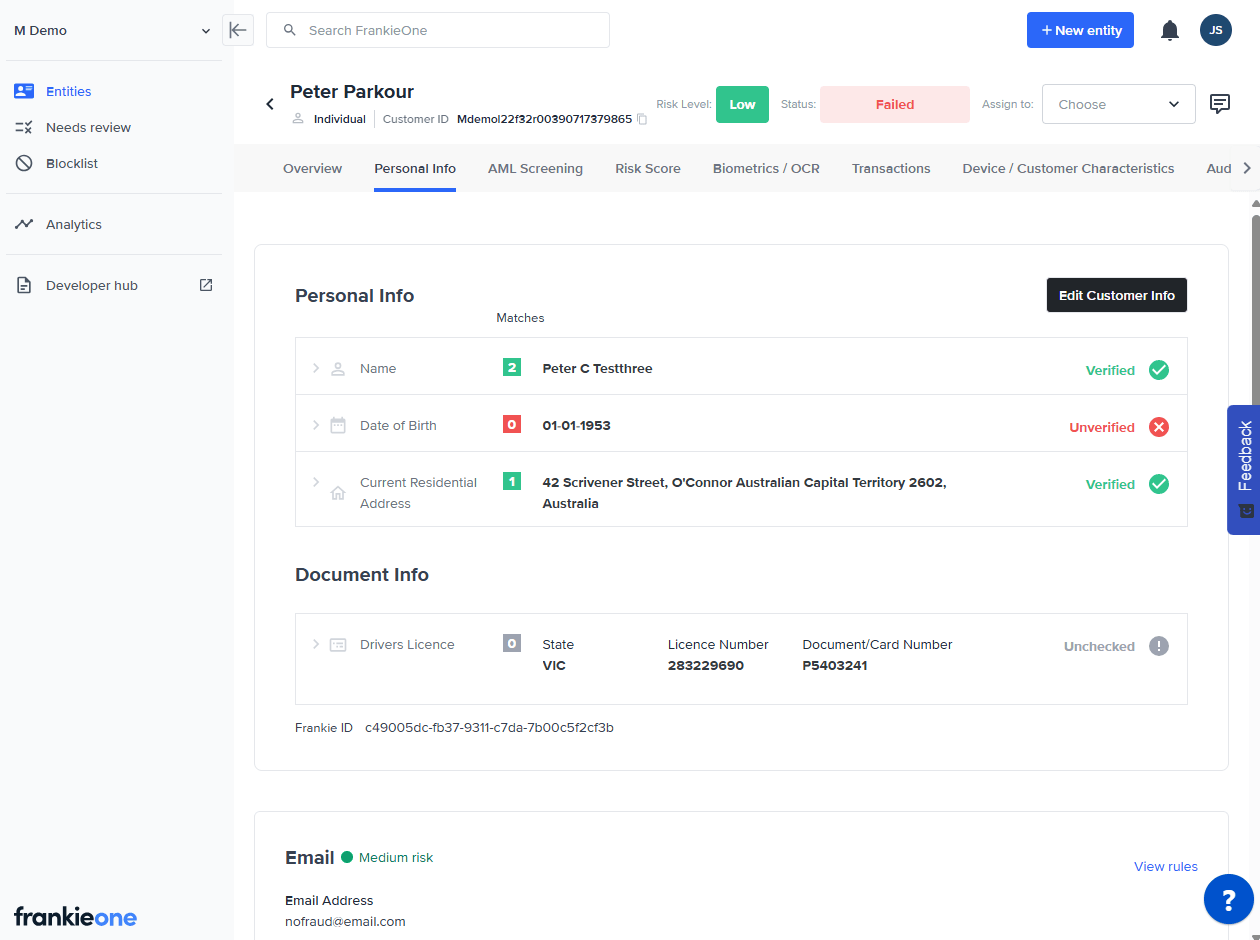 M Demo
Search FrankieOne
+ New entity
JS
Entities
Needs review
Blocklist
Analytics
Developer hub
Peter Parkour
Individual
Customer ID Mdemol22f32r00390717379865
Risk Level: Low
Status: Failed
Assign to: Choose
Overview
Personal Info
AML Screening
Risk Score
Biometrics / OCR
Transactions
Device / Customer Characteristics
Aud
Personal Info
Edit Customer Info
Matches
Name 2 Peter C Testthree Verified
Date of Birth 0 01-01-1953 Unverified
Current Residential 1 42 Scrivener Street, O'Connor Australian Capital Territory 2602, Verified
Address Australia
Document Info
Drivers Licence 0 State Licence Number Document/Card Number Unchecked
VIC 283229690 P5403241
Frankie ID c49005dc-fb37-9311-c7da-7b00c5f2cf3b
Email Medium risk
View rules
Email Address
nofraud@email.com
Feedback
?
frankieone